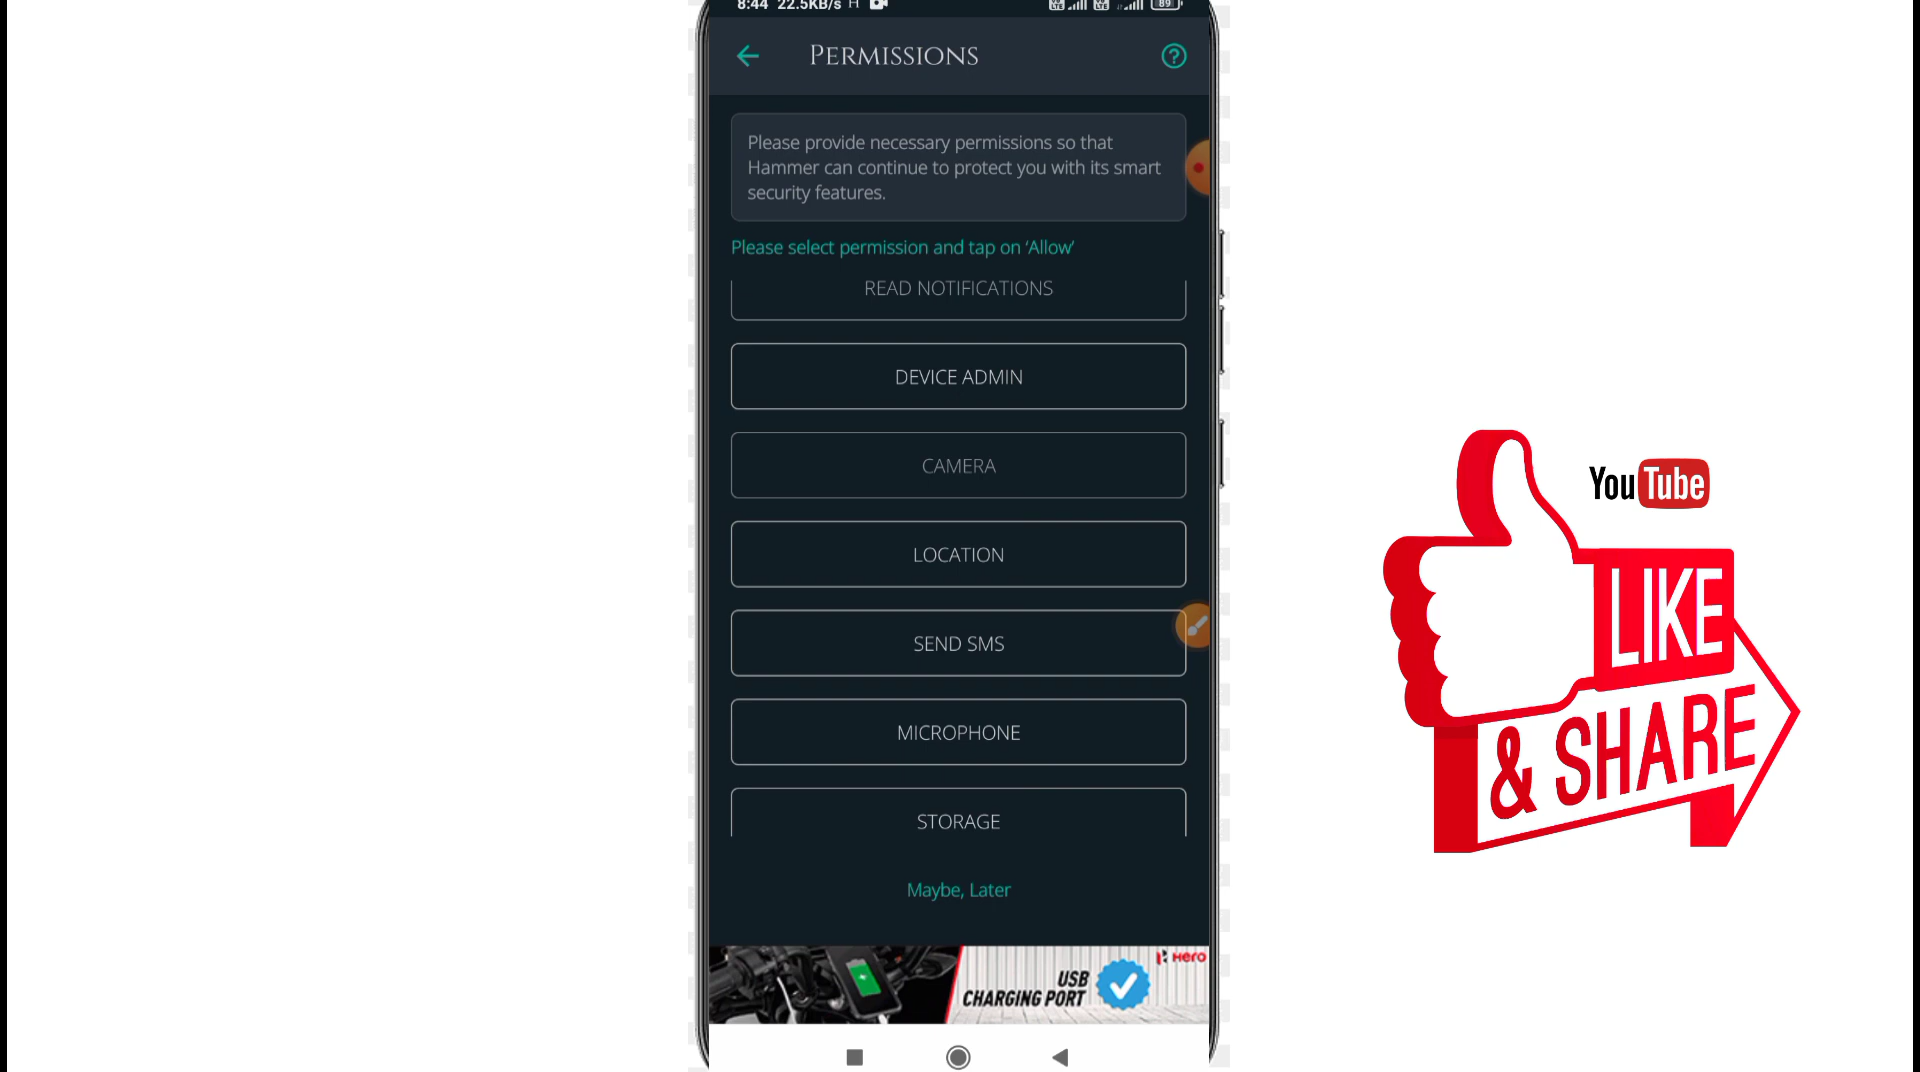 8:44 22.5KB/s H
89
PERMISSIONS
?
Please provide necessary permissions so that
Hammer can continue to protect you with its smart
security features.
Please select permission and tap on ‘Allow’
READ NOTIFICATIONS
DEVICE ADMIN
CAMERA
LOCATION
SEND SMS
MICROPHONE
STORAGE
Maybe, Later
Hero
USB
CHARGING PORT
YouTube
LIKE
& SHARE